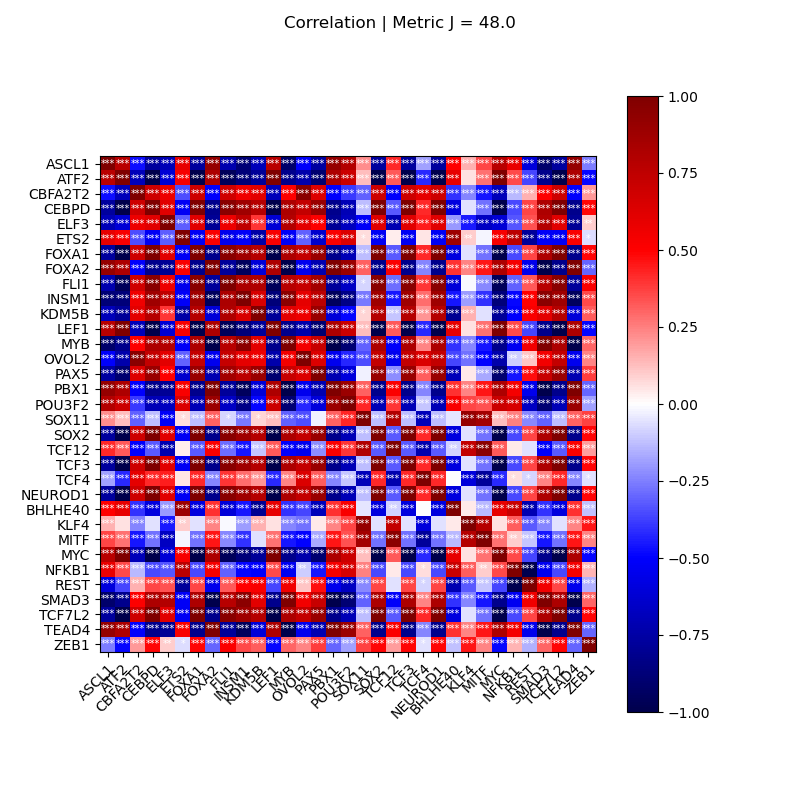 Correlation | Metric J = 48.0
ASCL1
ATF2
CBFA2T2
CEBPD
ELF3
ETS2
FOXA1
FOXA2
FLI1
INSM1
KDM5B
LEF1
MYB
OVOL2
PAX5
PBX1
POU3F2
SOX11
SOX2
TCF12
TCF3
TCF4
NEUROD1
BHLHE40
KLF4
MITF
MYC
NFKB1
REST
SMAD3
TCF7L2
TEAD4
ZEB1
ASCL1
ATF2
CBFA2T2
CEBPD
ELF3
ETS2
FOXA1
FOXA2
FLI1
INSM1
KDM5B
LEF1
MYB
OVOL2
PAX5
PBX1
POU3F2
SOX11
SOX2
TCF12
TCF3
TCF4
NEUROD1
BHLHE40
KLF4
MITF
MYC
NFKB1
REST
SMAD3
TCF7L2
TEAD4
ZEB1
1.00
0.75
0.50
0.25
0.00
−0.25
−0.50
−0.75
−1.00